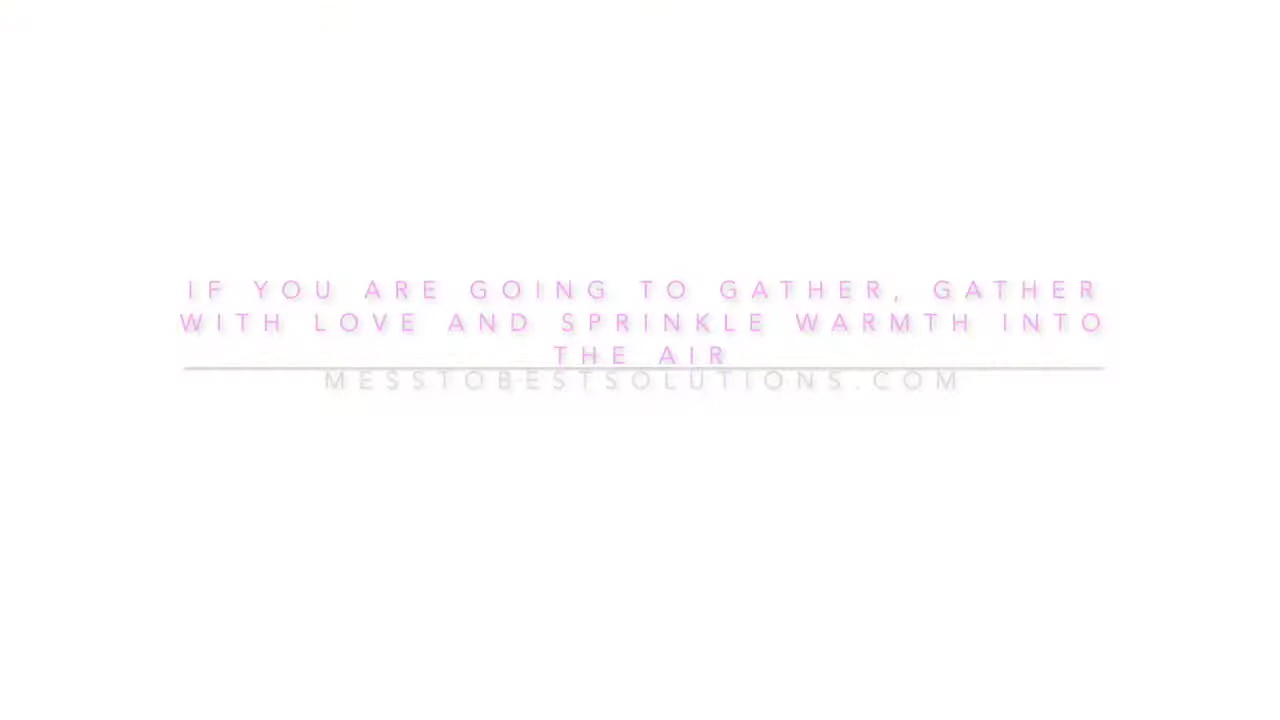 IF YOU ARE GOING TO GATHER, GATHER
WITH LOVE AND SPRINKLE WARMTH INTO
THE AIR
MESSTOBESTSOLUTIONS.COM